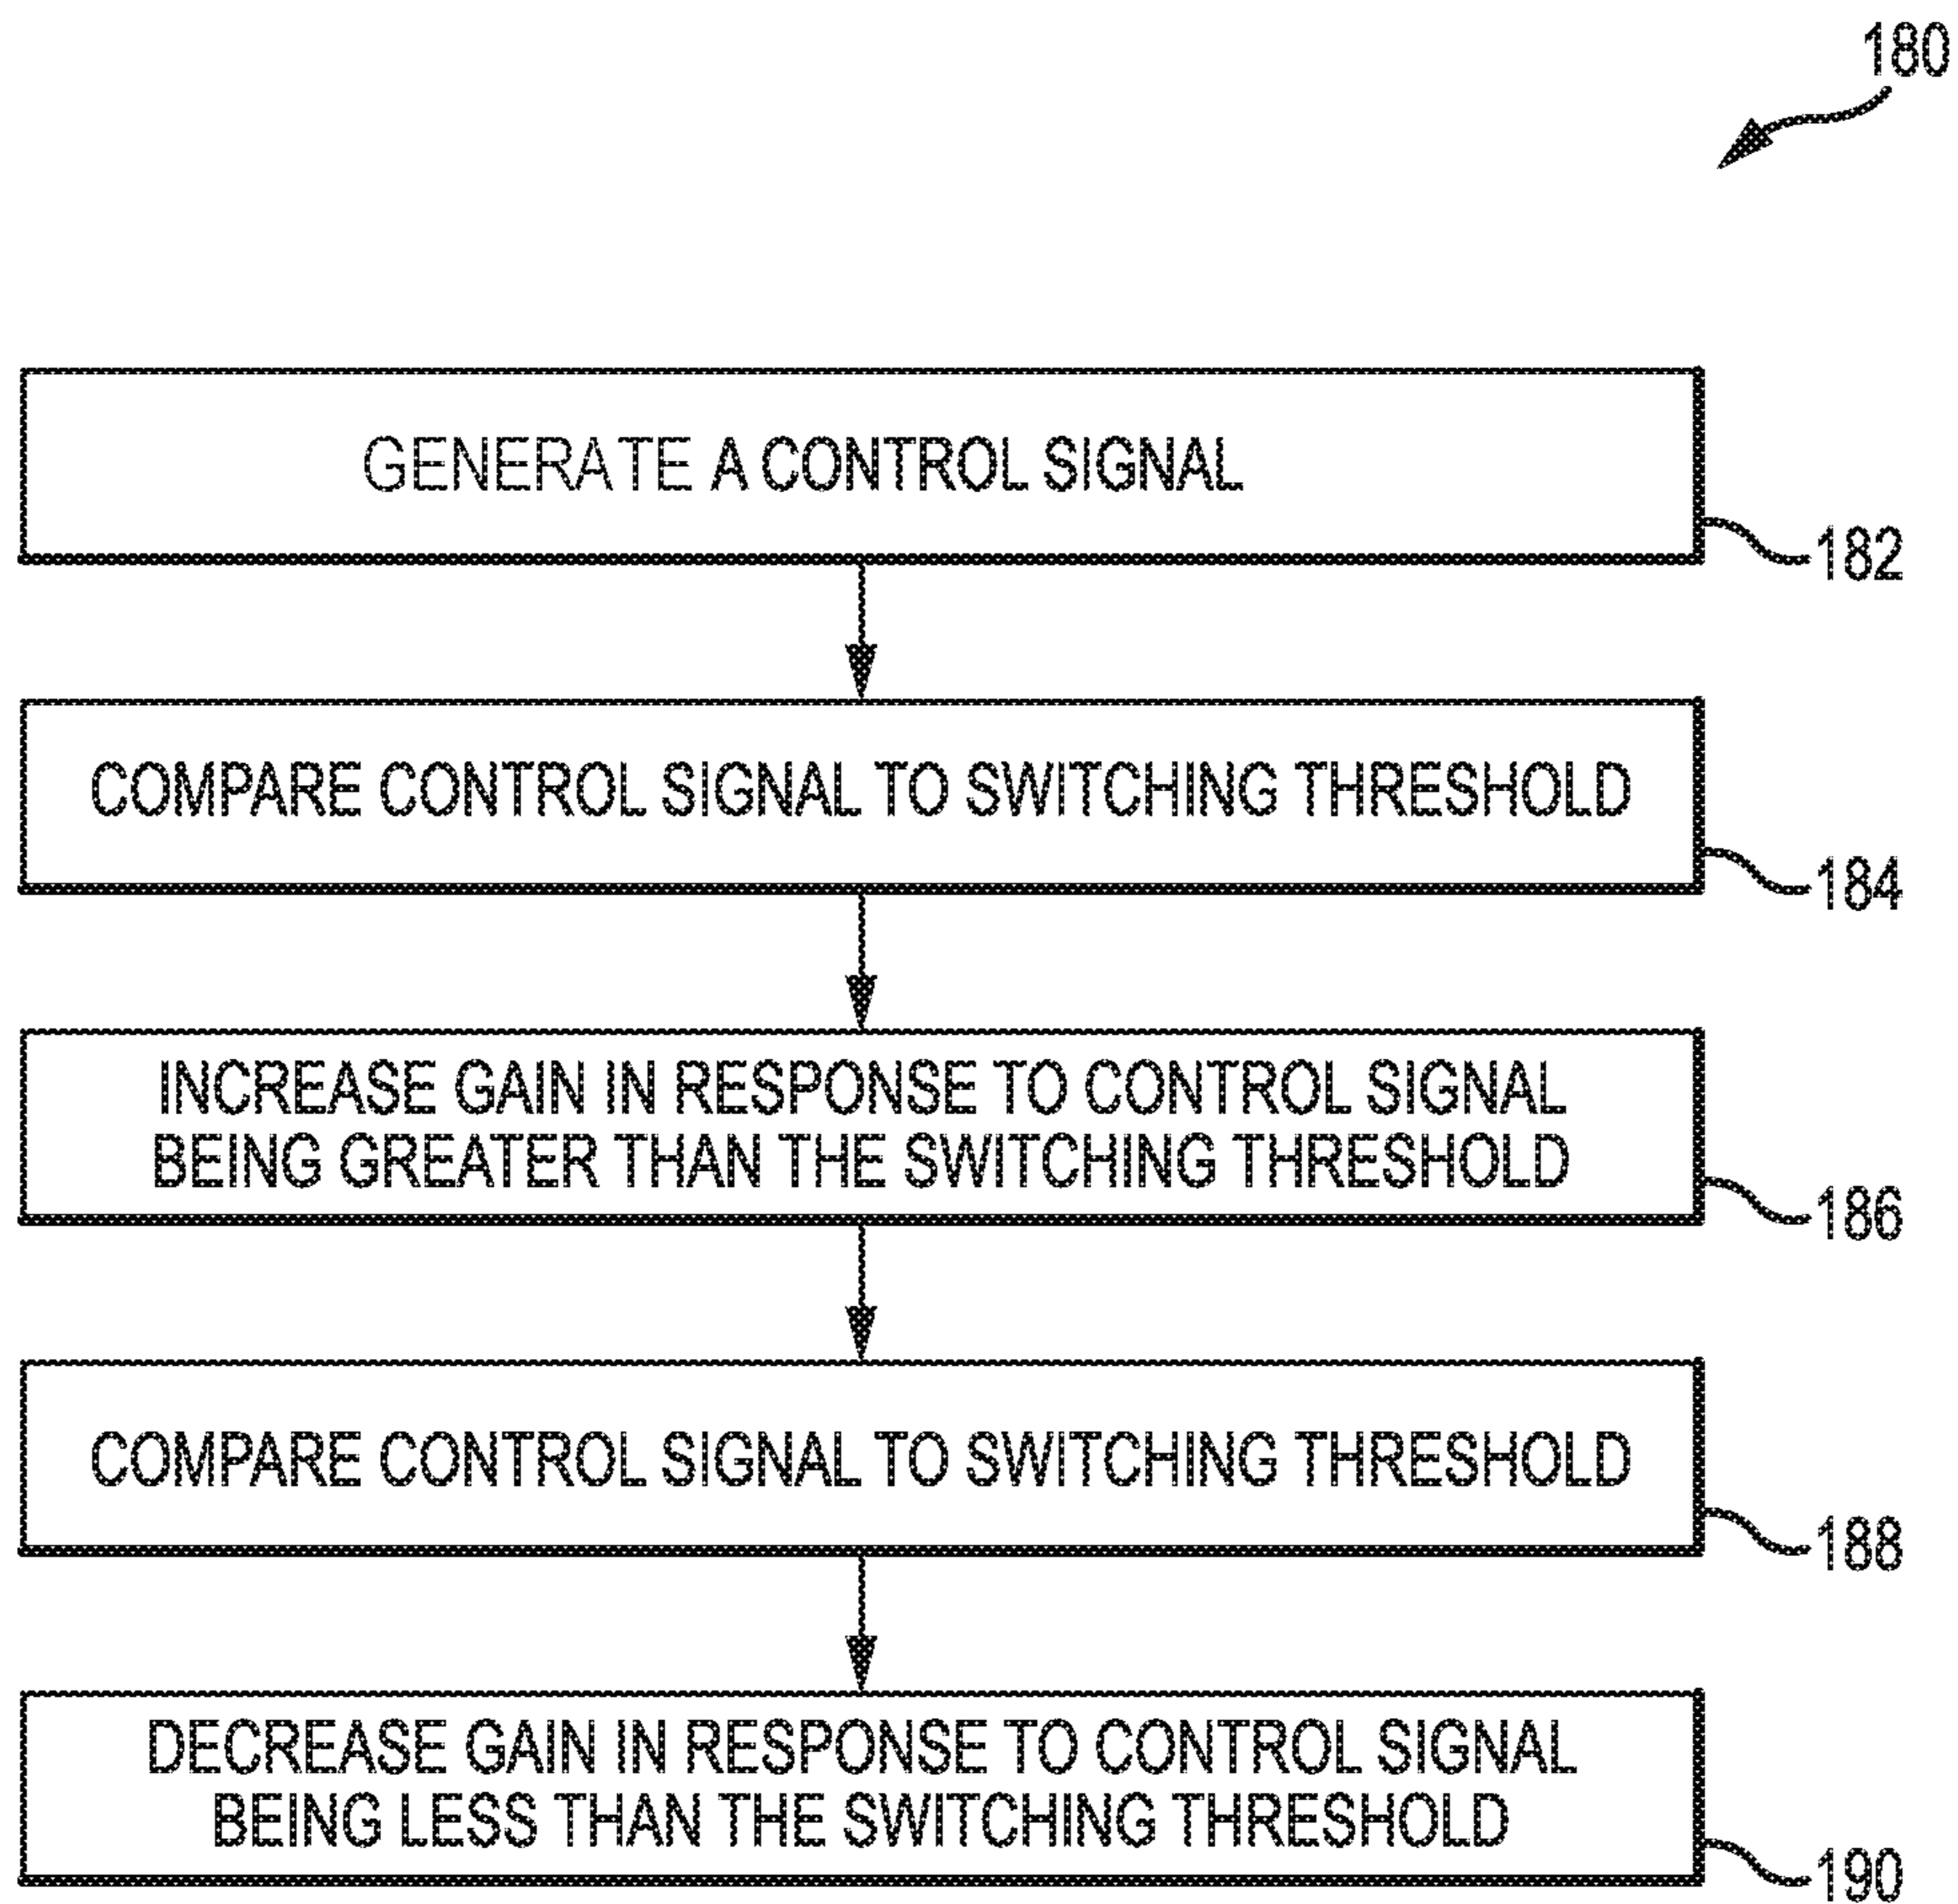 180
GENERATE A CONTROL SIGNAL
182
COMPARE CONTROL SIGNAL TO SWITCHING THRESHOLD
184
INCREASE GAIN IN RESPONSE TO CONTROL SIGNAL
BEING GREATER THAN THE SWITCHING THRESHOLD
186
COMPARE CONTROL SIGNAL TO SWITCHING THRESHOLD
188
DECREASE GAIN IN RESPONSE TO CONTROL SIGNAL
BEING LESS THAN THE SWITCHING THRESHOLD
190